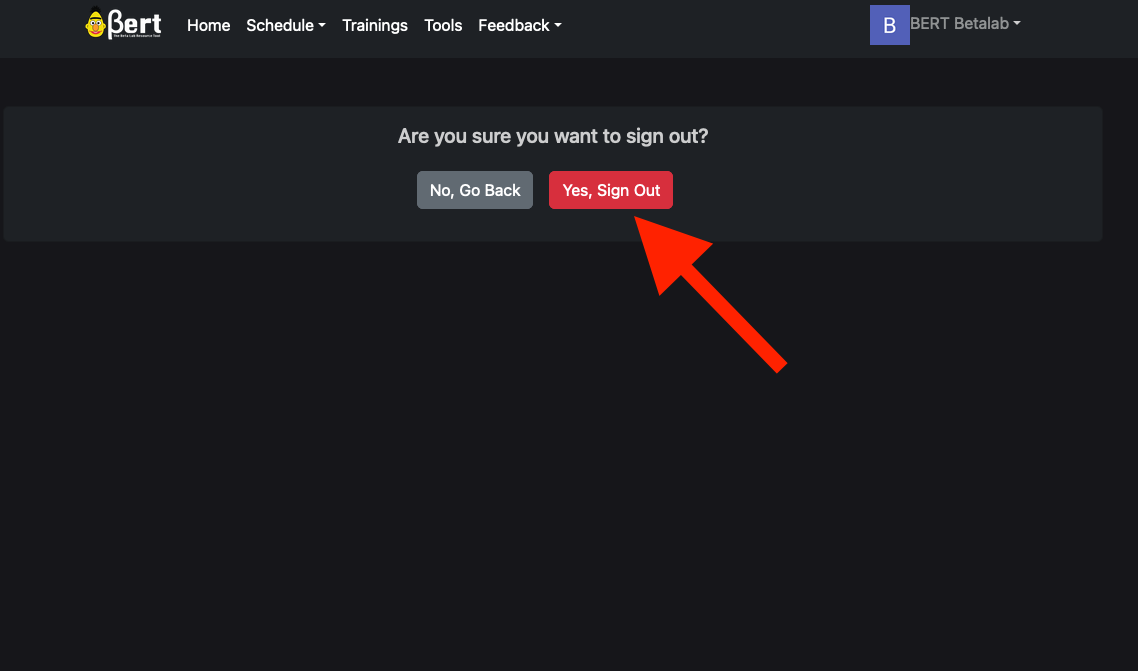 βert
Home Schedule Trainings Tools Feedback
B BERT Betalab
Are you sure you want to sign out?
No, Go Back Yes, Sign Out